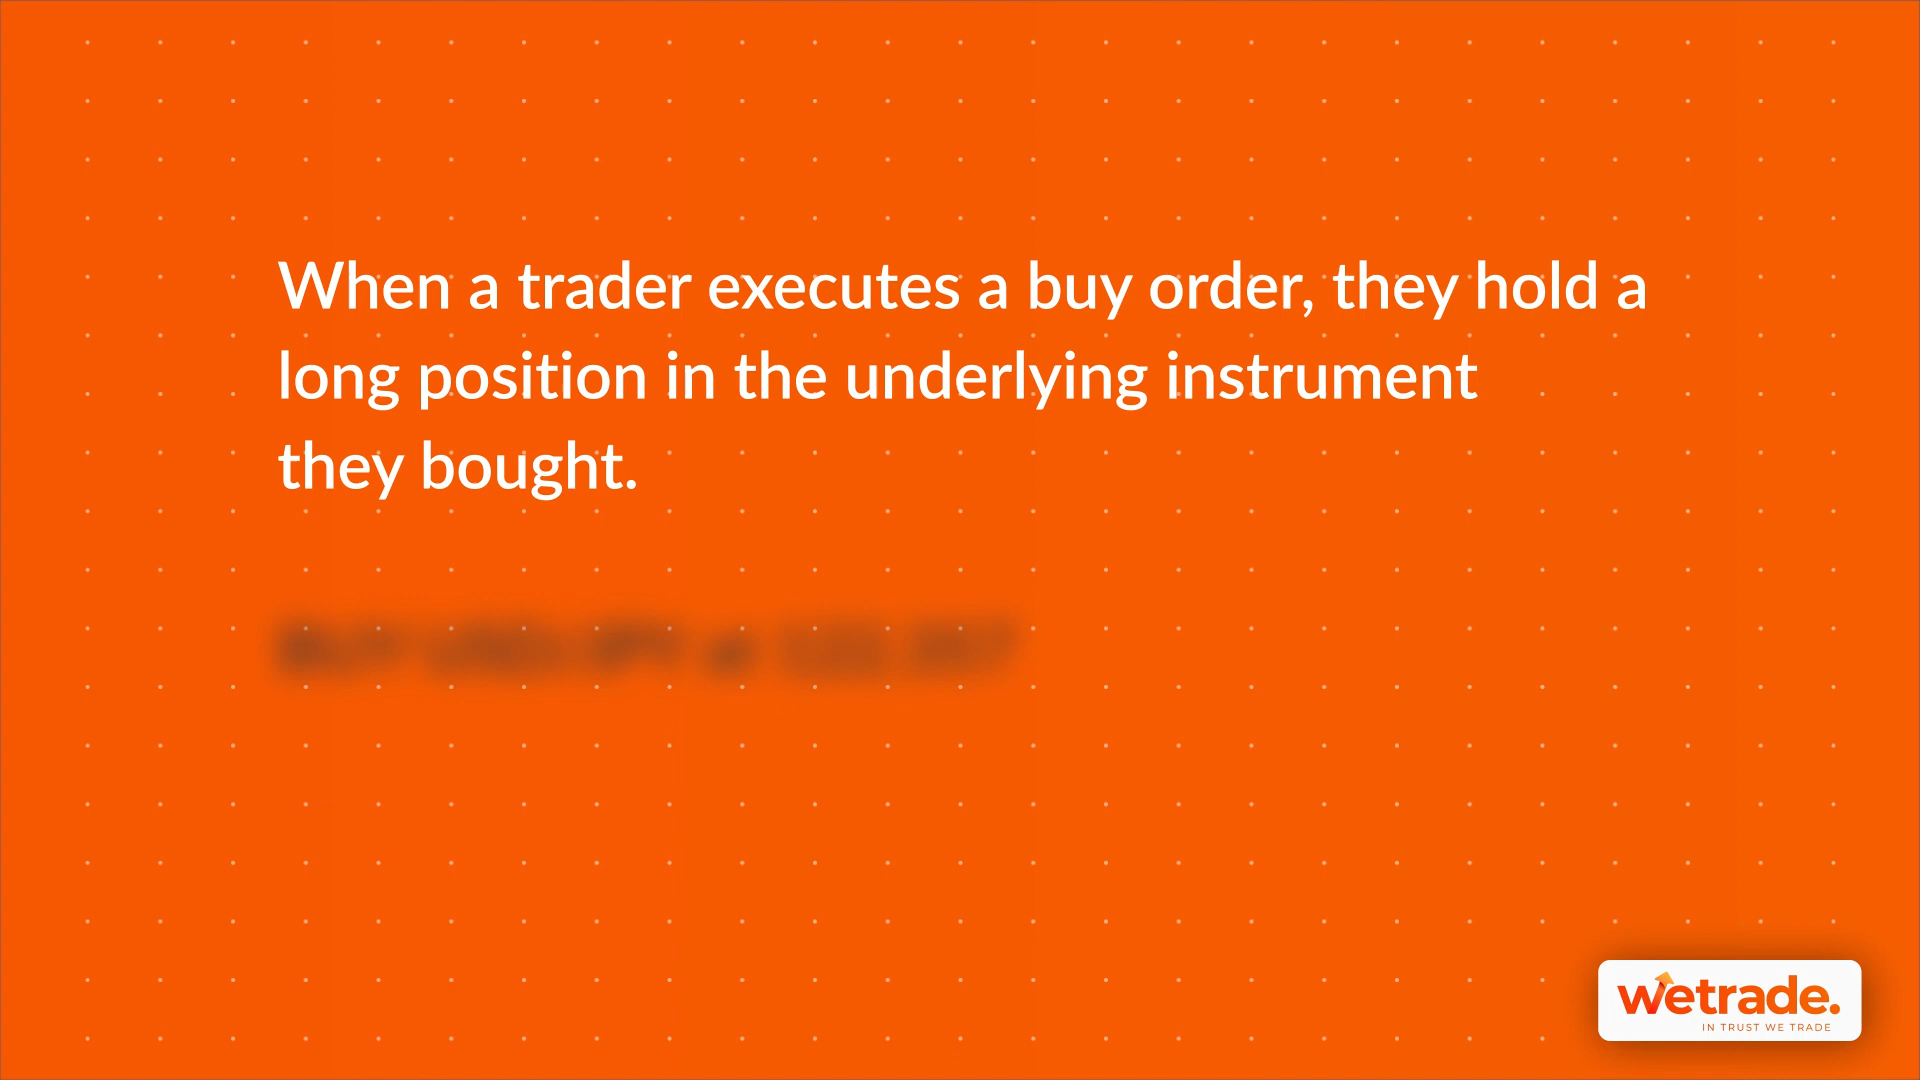 When a trader executes a buy order, they hold a
long position in the underlying instrument
they bought.
wetrade.
IN TRUST WE TRADE